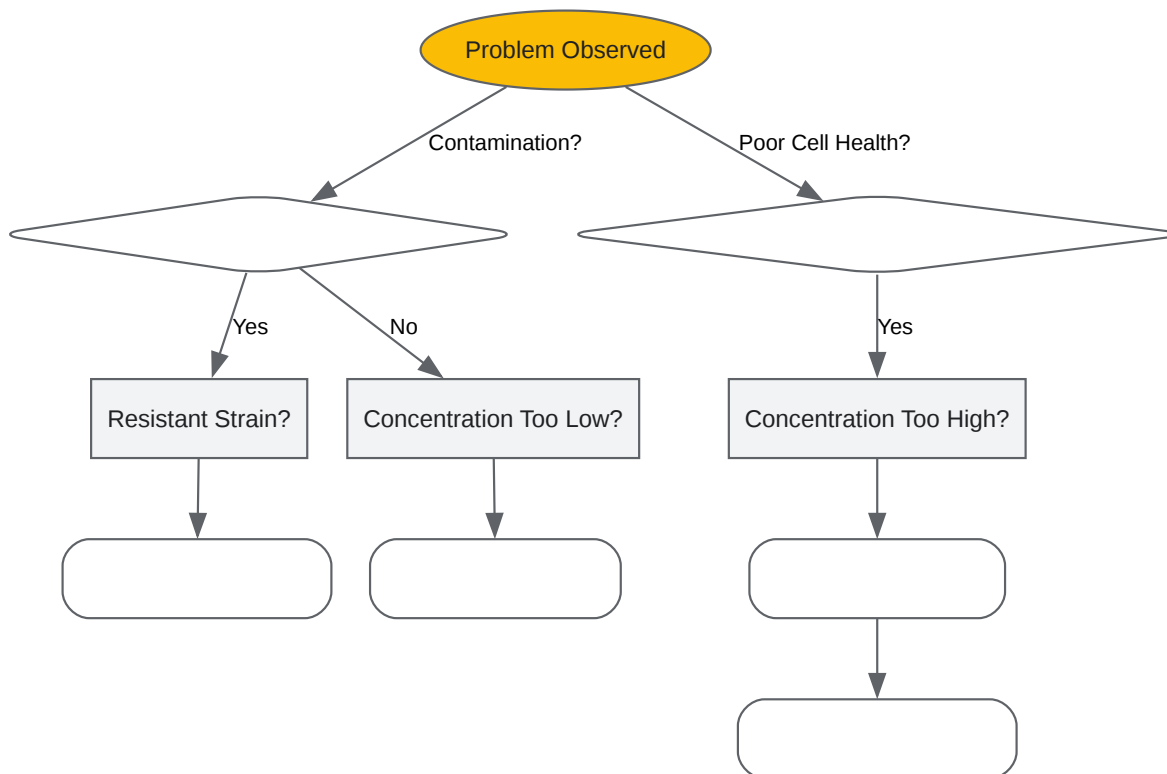 Problem Observed
Contamination?
Poor Cell Health?
Yes
No
Yes
Resistant Strain?
Concentration Too Low?
Concentration Too High?